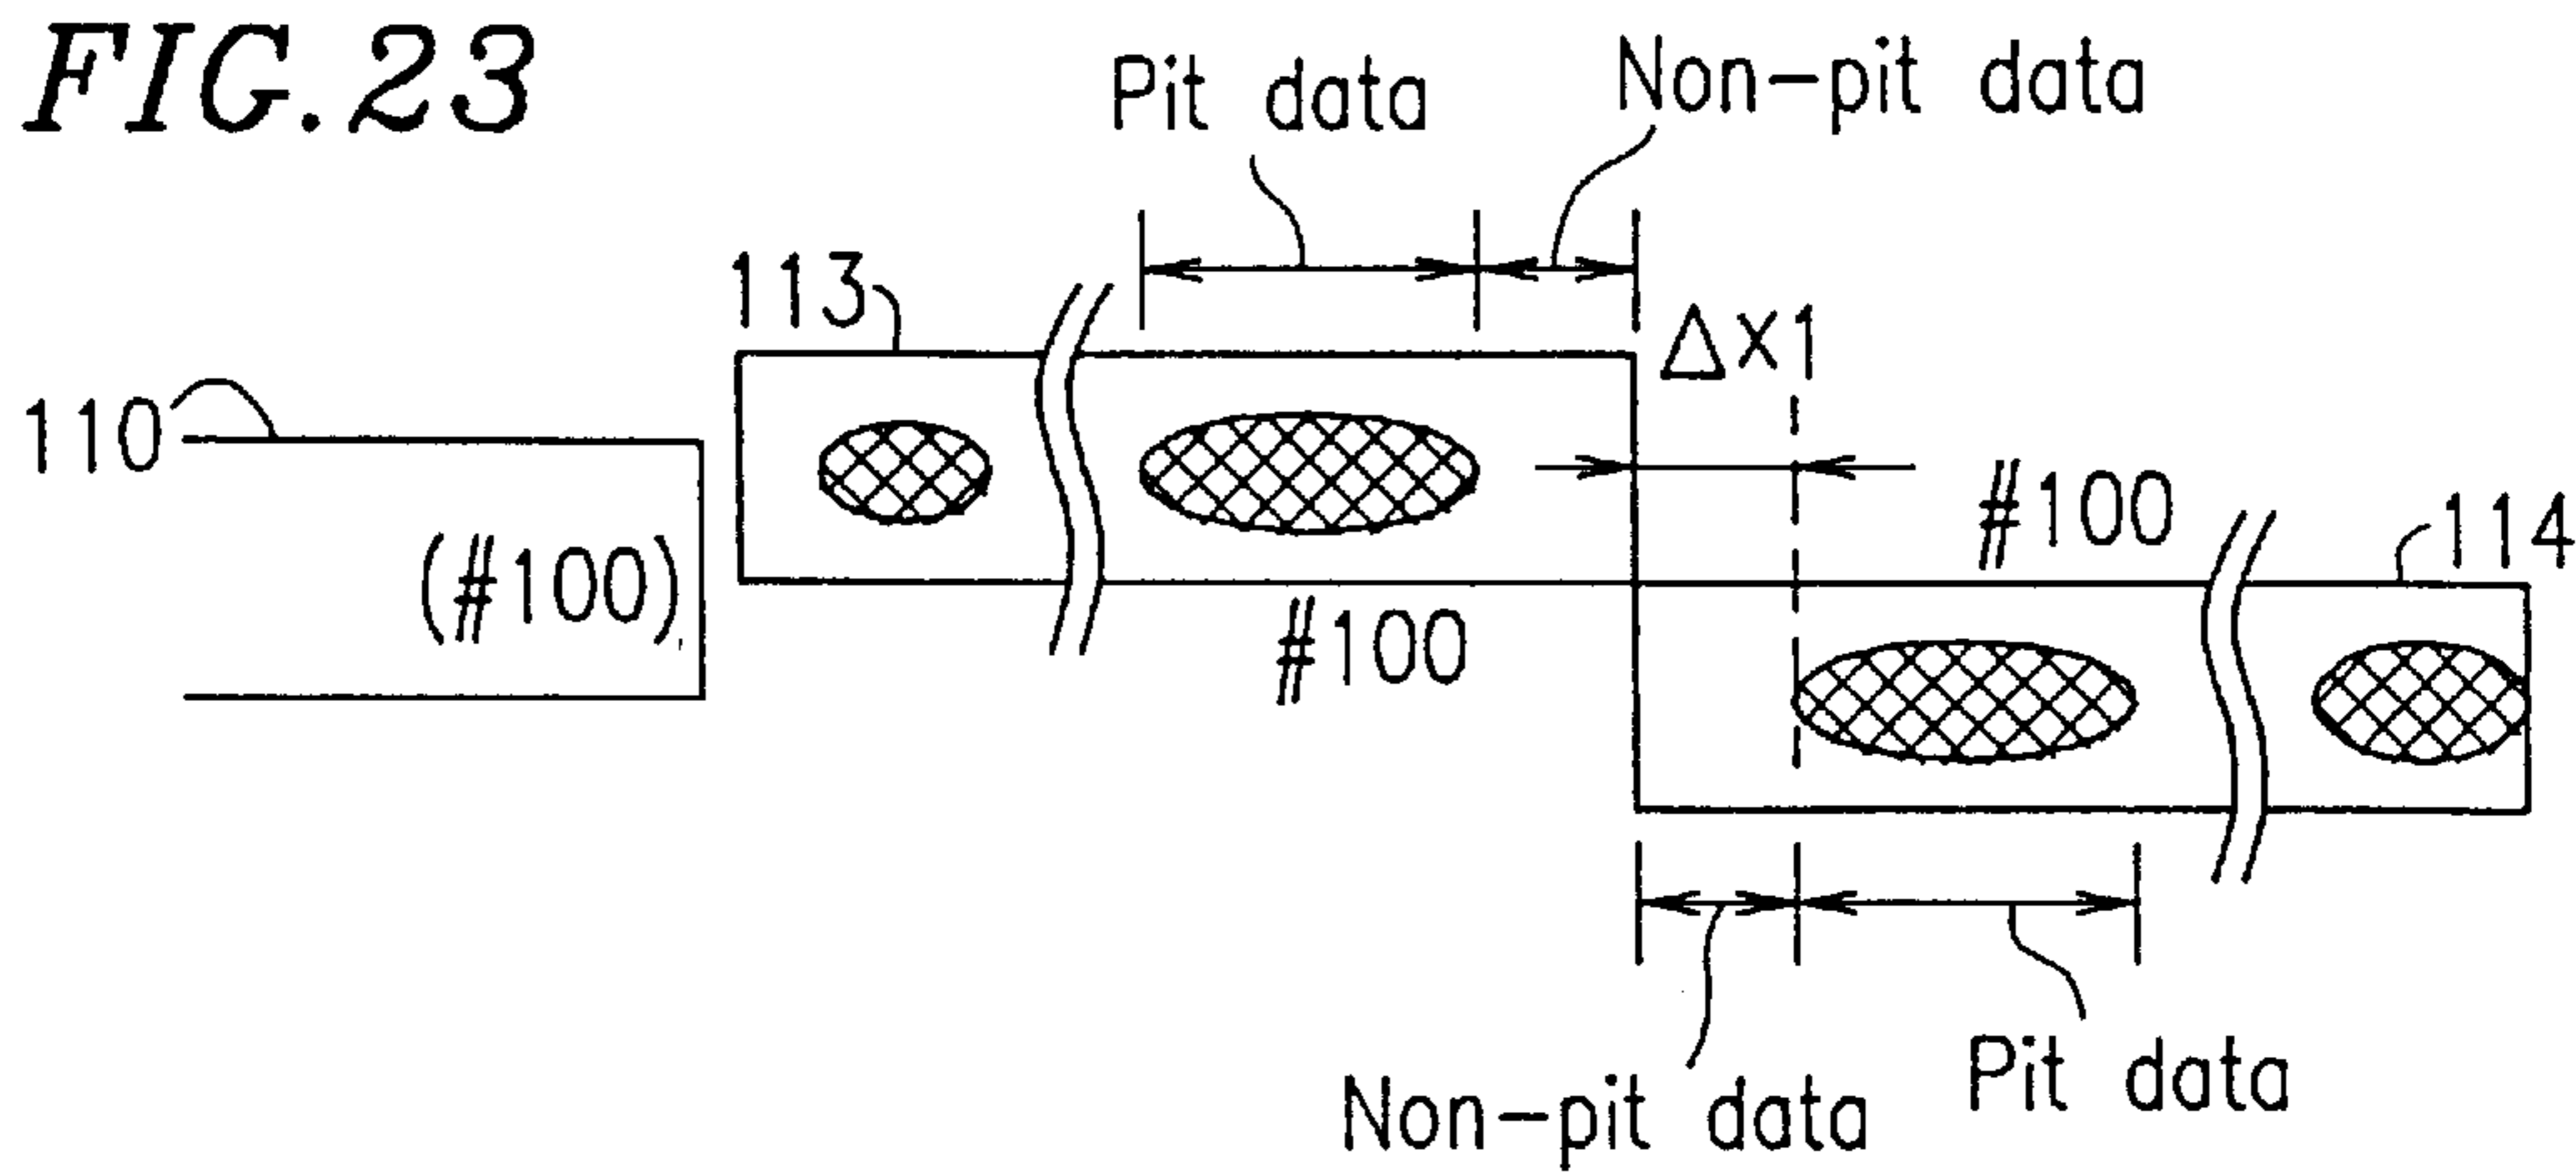 FIG. 23
Pit data
Non-pit data
113
Δx1
110
#100
114
(#100)
#100
Non-pit data
Pit data